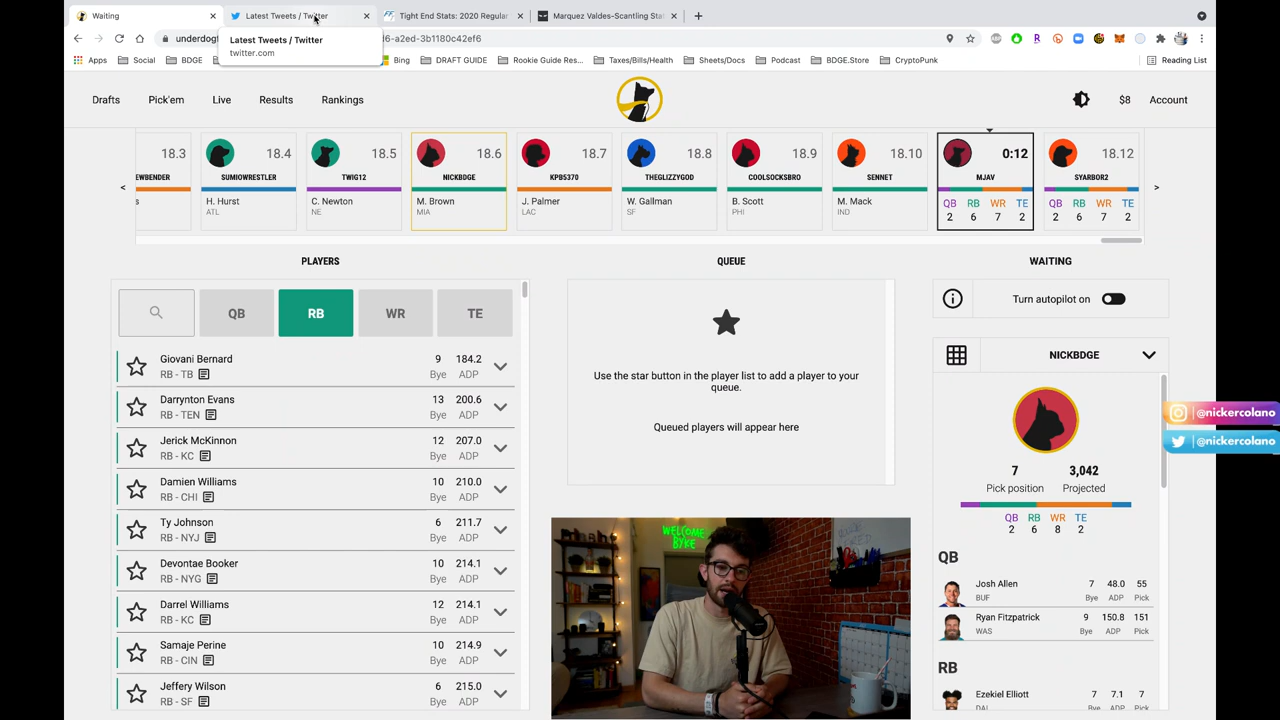 Waiting
Latest Tweets / Twitter
Tight End Stats: 2020 Regular
Marquez Valdes-Scantling Sta
underdog
d6-a2ed-3b1180c42ef6
Latest Tweets / Twitter
twitter.com
Apps
Social
BDGE
Bing
DRAFT GUIDE
Rookie Guide Res...
Taxes/Bills/Health
Sheets/Docs
Podcast
BDGE.Store
CryptoPunk
Reading List
Drafts
Pick'em
Live
Results
Rankings
$8
Account
18.3
18.4
18.5
18.6
18.7
18.8
18.9
18.10
0:12
18.12
EWBENDER
SUMIOWRESTLER
TWIG12
NICKBDGE
KPB5370
THEGLIZZYGOD
COOLSOCKSBRO
SENNET
MJAV
SYARBOR2
s
H. Hurst
ATL
C. Newton
NE
M. Brown
MIA
J. Palmer
LAC
W. Gallman
SF
B. Scott
PHI
M. Mack
IND
QB RB WR TE
2 6 7 2
QB RB WR TE
2 6 7 2
<
>
PLAYERS
QUEUE
WAITING
QB
RB
WR
TE
Giovani Bernard
RB - TB
9 184.2
Bye ADP
Darrynton Evans
RB - TEN
13 200.6
Bye ADP
Jerick McKinnon
RB - KC
12 207.0
Bye ADP
Damien Williams
RB - CHI
10 210.0
Bye ADP
Ty Johnson
RB - NYJ
6 211.7
Bye ADP
Devontae Booker
RB - NYG
10 214.1
Bye ADP
Darrel Williams
RB - KC
12 214.1
Bye ADP
Samaje Perine
RB - CIN
10 214.9
Bye ADP
Jeffery Wilson
RB - SF
6 215.0
Bye ADP
Use the star button in the player list to add a player to your
queue.
Queued players will appear here
WELCOME
BYKE
Turn autopilot on
NICKBDGE
7
Pick position
3,042
Projected
QB RB WR TE
2 6 8 2
QB
Josh Allen
BUF
7 48.0 55
Bye ADP Pick
Ryan Fitzpatrick
WAS
9 150.8 151
Bye ADP Pick
RB
Ezekiel Elliott
DAL
7 7.1 7
Bye ADP Pick
@nickercolano
@nickercolano